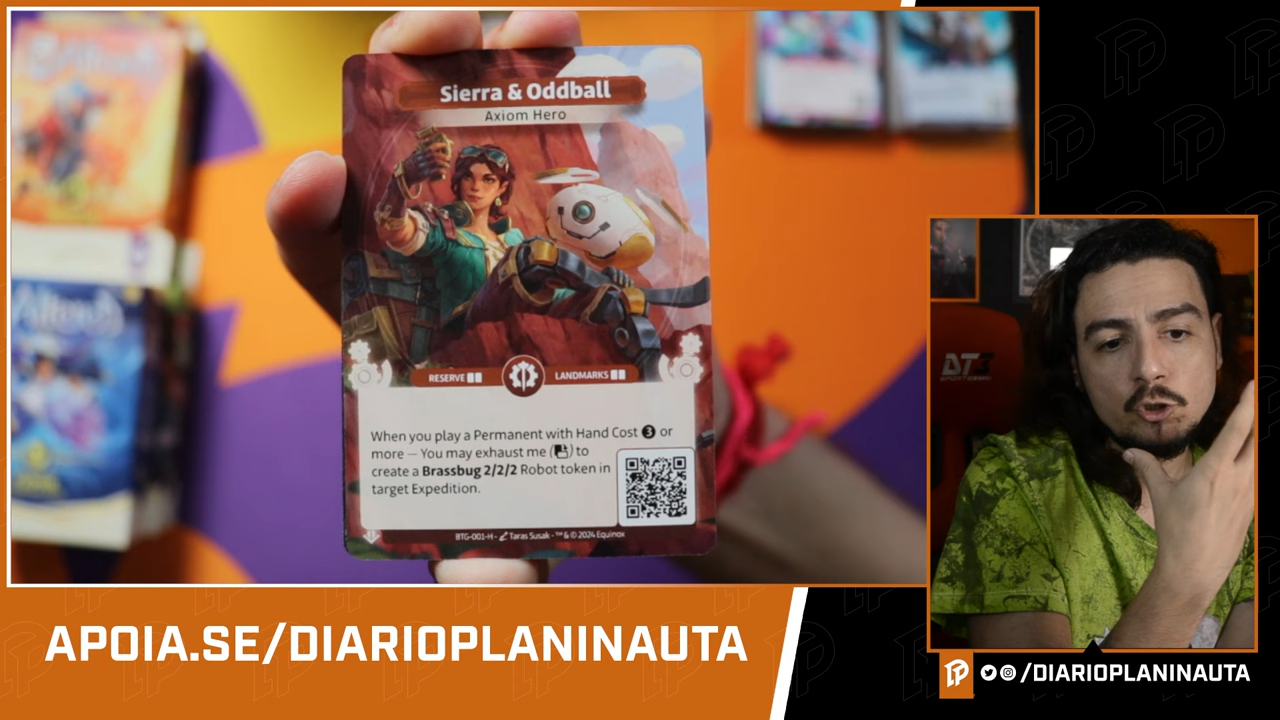 Sierra & Oddball
Axiom Hero
RESERVE
LANDMARKS
When you play a Permanent with Hand Cost 3 or
more – You may exhaust me ( ) to
create a Brassbug 2/2/2 Robot token in
target Expedition.
BTG-001-H - Taras Susak - ™ & © 2024 Equinox
DT3
APOIA.SE/DIARIOPLANINAUTA
/DIARIOPLANINAUTA